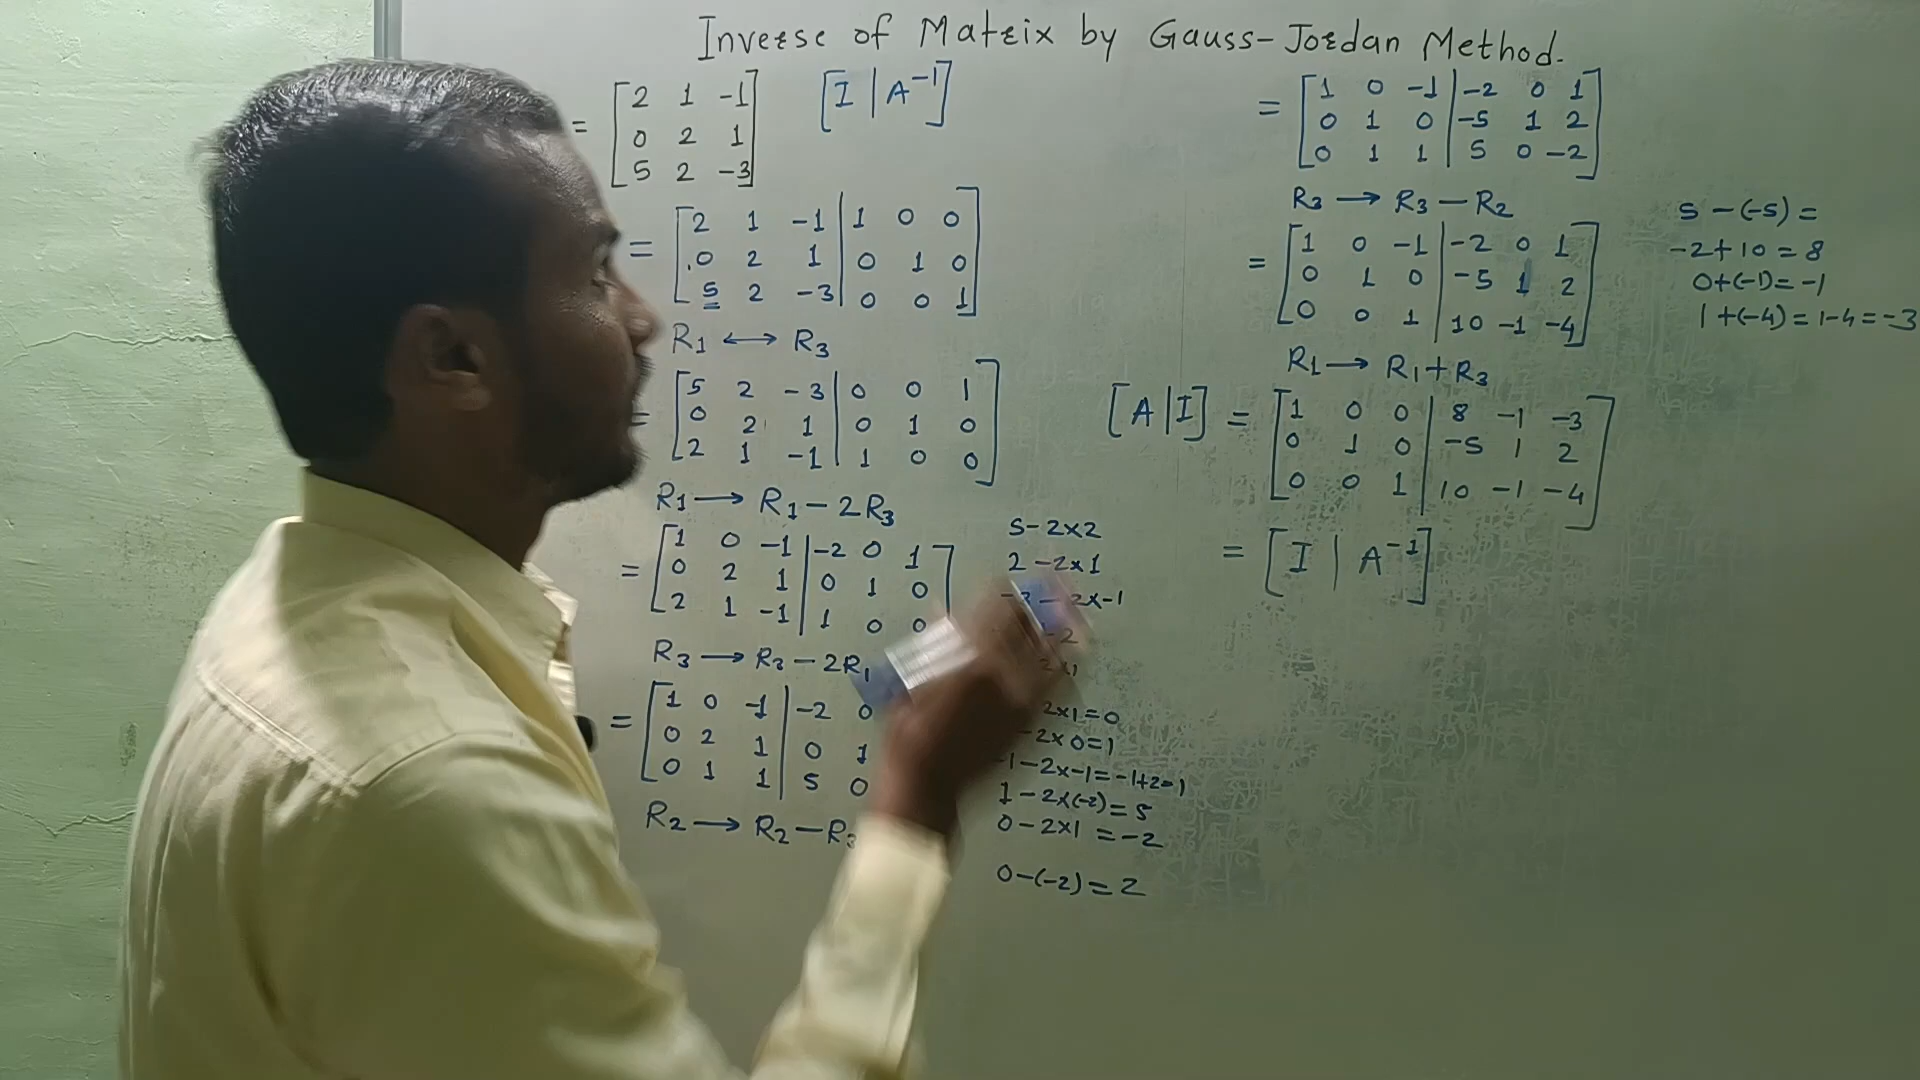 Inverse of Matrix by Gauss-Jordan Method.
= [2 1 -1] [I | A⁻¹]
[0 2 1]
[5 2 -3]
= [2 1 -1 | 1 0 0]
[0 2 1 | 0 1 0]
[5 2 -3 | 0 0 1]
R1 ↔ R3
= [5 2 -3 | 0 0 1]
[0 2 1 | 0 1 0]
[2 1 -1 | 1 0 0]
R1 → R1 - 2R3
= [1 0 -1 | -2 0 1]
[0 2 1 | 0 1 0]
[2 1 -1 | 1 0 0]
R3 → R3 - 2R1
= [1 0 -1 | -2 0
[0 2 1 | 0 1
[0 1 1 | 5 0
R2 → R2 - R3
5 - 2×2
2 - 2×1
-3 - 2×-1
-2
2×1
2×1=0
2×0=1
-1-2×-1=-1+2=1
1-2×(-2)=5
0-2×1=-2
0-(-2)=2
= [1 0 -1 | -2 0 1]
[0 1 0 | -5 1 2]
[0 1 1 | 5 0 -2]
R3 → R3 - R2
= [1 0 -1 | -2 0 1]
[0 1 0 | -5 1 2]
[0 0 1 | 10 -1 -4]
R1 → R1 + R3
[A | I] = [1 0 0 | 8 -1 -3]
[0 1 0 | -5 1 2]
[0 0 1 | 10 -1 -4]
= [I | A⁻¹]
5-(-5)=
-2+10=8
0+(-1)=-1
1+(-4)=1-4=-3